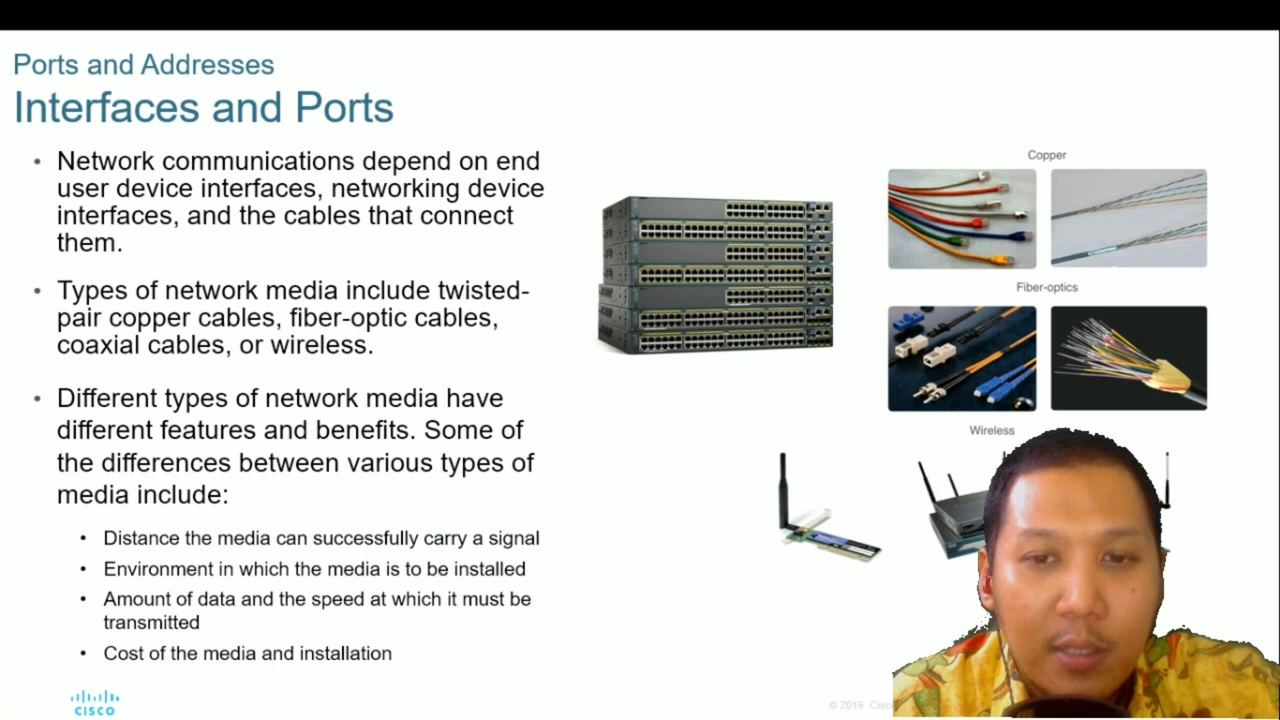 Ports and Addresses
Interfaces and Ports
• Network communications depend on end
user device interfaces, networking device
interfaces, and the cables that connect
them.
• Types of network media include twisted-
pair copper cables, fiber-optic cables,
coaxial cables, or wireless.
• Different types of network media have
different features and benefits. Some of
the differences between various types of
media include:
• Distance the media can successfully carry a signal
• Environment in which the media is to be installed
• Amount of data and the speed at which it must be
transmitted
• Cost of the media and installation
Copper
Fiber-optics
Wireless
CISCO
© 2016